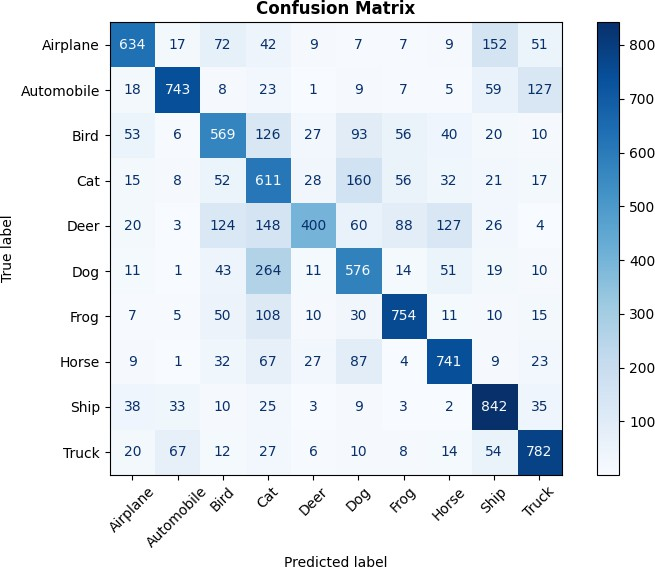 Confusion Matrix
Airplane 634 17 72 42 9 7 7 9 152 51
Automobile 18 743 8 23 1 9 7 5 59 127
Bird 53 6 569 126 27 93 56 40 20 10
Cat 15 8 52 611 28 160 56 32 21 17
Deer 20 3 124 148 400 60 88 127 26 4
Dog 11 1 43 264 11 576 14 51 19 10
Frog 7 5 50 108 10 30 754 11 10 15
Horse 9 1 32 67 27 87 4 741 9 23
Ship 38 33 10 25 3 9 3 2 842 35
Truck 20 67 12 27 6 10 8 14 54 782
Airplane Automobile Bird Cat Deer Dog Frog Horse Ship Truck
Predicted label
True label
800
700
600
500
400
300
200
100